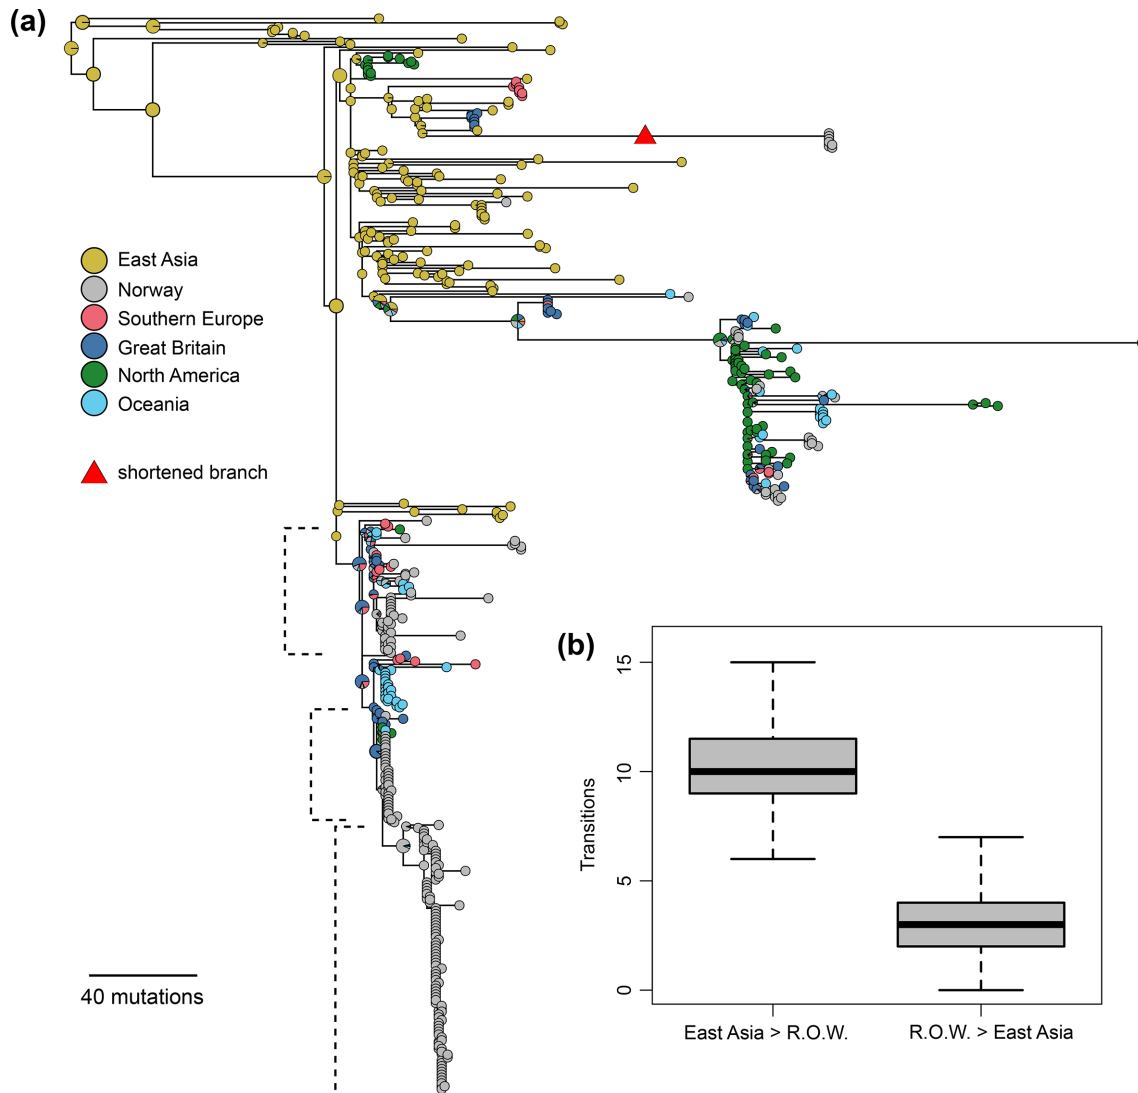 (a)
East Asia
Norway
Southern Europe
Great Britain
North America
Oceania
shortened branch
40 mutations
(b)
Transitions
15
10
5
0
East Asia > R.O.W.
R.O.W. > East Asia